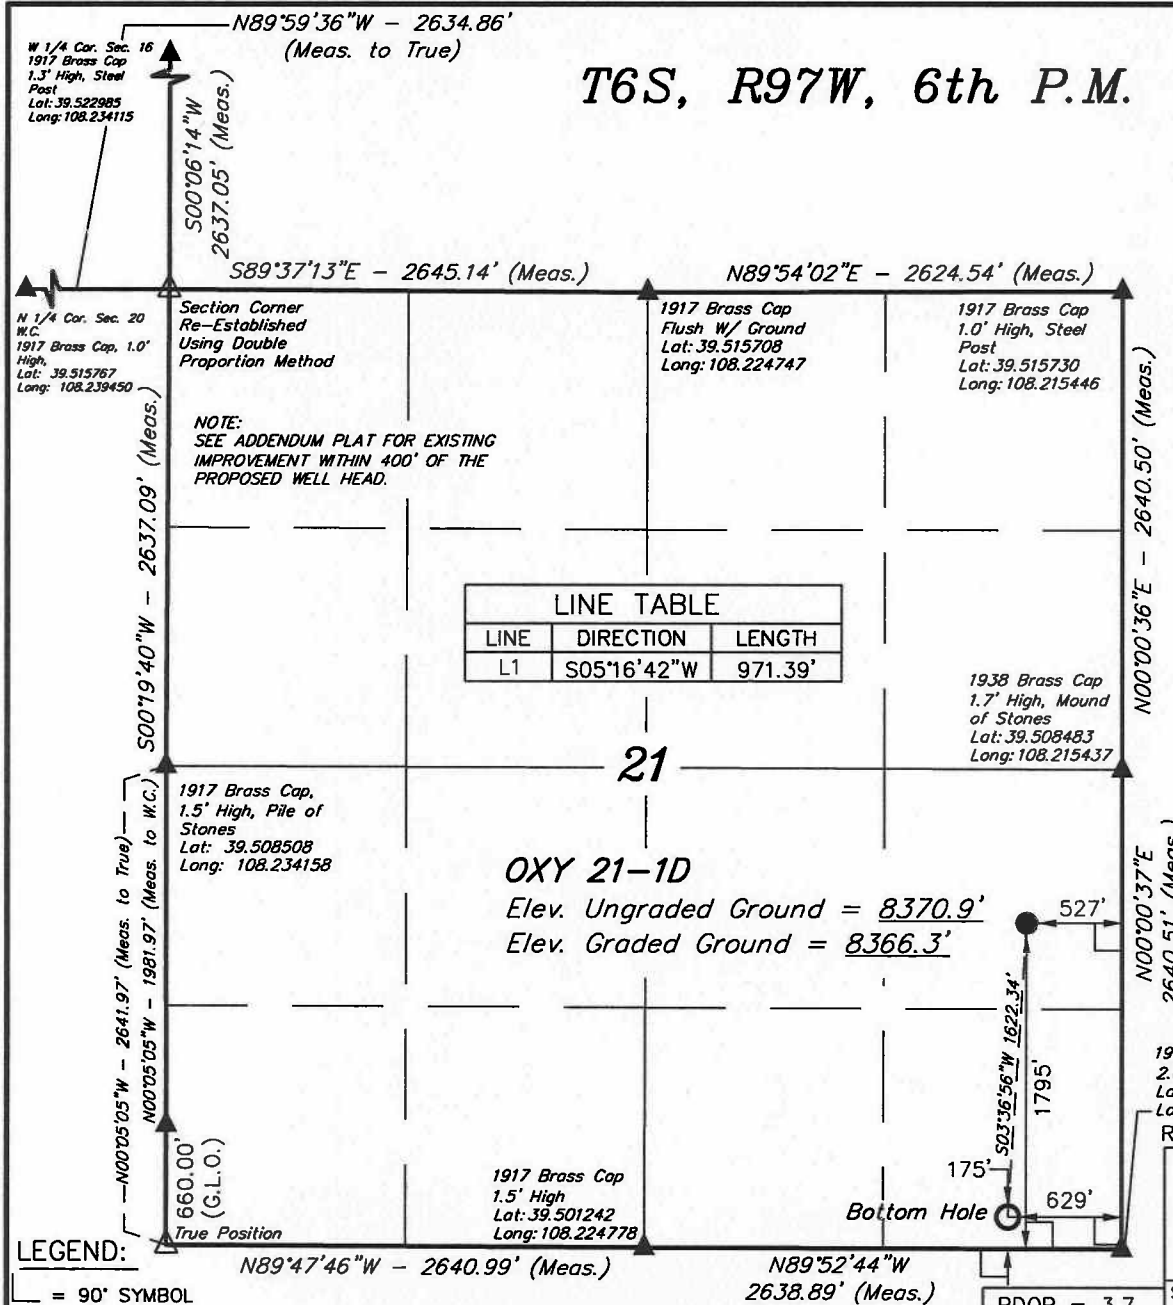 N89°59'36"W - 2634.86'
(Meas. to True)
W 1/4 Cor. Sec. 16
1917 Brass Cap
1.3' High, Steel
Post
Lat: 39.522985
Long: 108.234115
T6S, R97W, 6th P.M.
S00°06'14"W
2637.05' (Meas.)
S89°37'13"E - 2645.14' (Meas.)
N89°54'02"E - 2624.54' (Meas.)
N 1/4 Cor. Sec. 20
W.C.
1917 Brass Cap, 1.0'
High,
Lat: 39.515767
Long: 108.239450
Section Corner
Re-Established
Using Double
Proportion Method
1917 Brass Cap
Flush W/ Ground
Lat: 39.515708
Long: 108.224747
1917 Brass Cap
1.0' High, Steel
Post
Lat: 39.515730
Long: 108.215446
NOTE:
SEE ADDENDUM PLAT FOR EXISTING
IMPROVEMENT WITHIN 400' OF THE
PROPOSED WELL HEAD.
S00°19'40"W - 2637.09' (Meas.)
N00°00'36"E - 2640.50' (Meas.)
LINE TABLE
LINE DIRECTION LENGTH
L1 S05°16'42"W 971.39'
1938 Brass Cap
1.7' High, Mound
of Stones
Lat: 39.508483
Long: 108.215437
21
1917 Brass Cap,
1.5' High, Pile of
Stones
Lat: 39.508508
Long: 108.234158
OXY 21-1D
Elev. Ungraded Ground = 8370.9'
Elev. Graded Ground = 8366.3'
527'
N00°00'37"E
2640.51' (Meas.)
N00°05'05"W - 2641.97' (Meas. to True)
N00°05'05"W - 1981.97' (Meas. to W.C.)
S03°36'56"W 1622.34'
1795'
19
2.
La
Lo
R
660.00'
(G.L.O.)
True Position
1917 Brass Cap
1.5' High
Lat: 39.501242
Long: 108.224778
175'
629'
Bottom Hole
LEGEND:
= 90° SYMBOL
N89°47'46"W - 2640.99' (Meas.)
N89°52'44"W
2638.89' (Meas.)
PDOP = 3.7